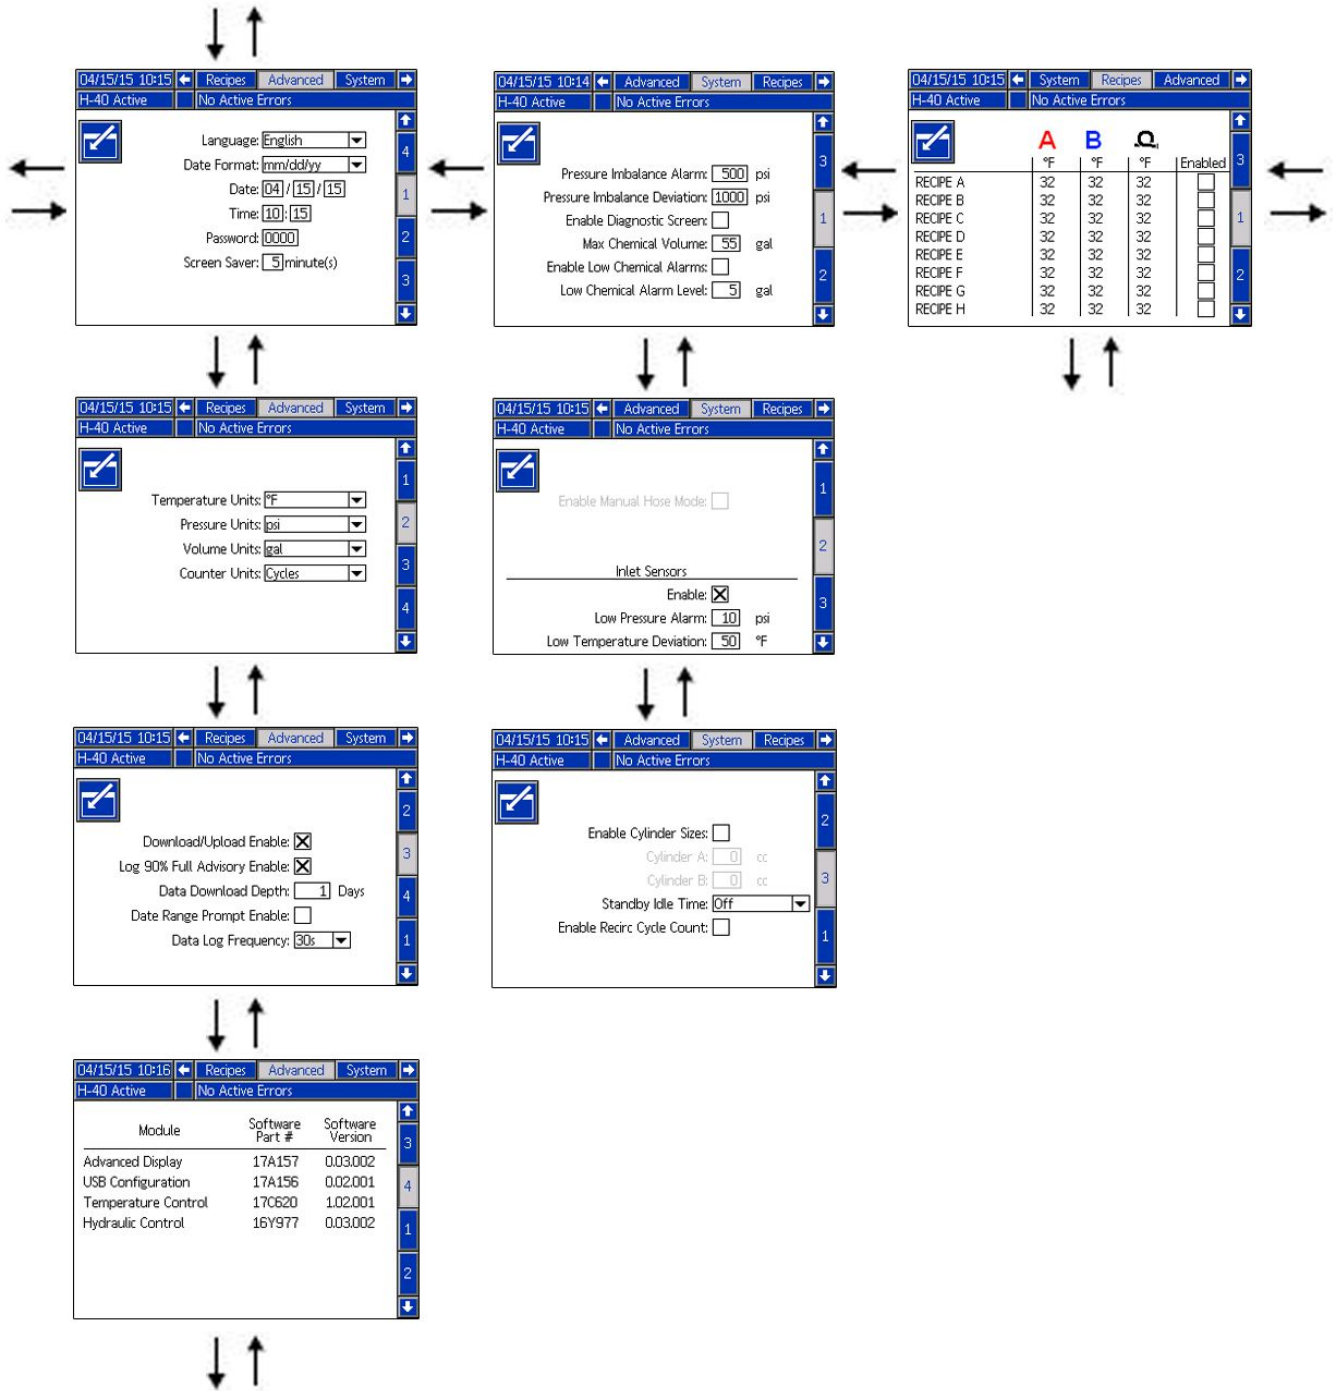 04/15/15 10:15 Recipes Advanced System
H-40 Active No Active Errors
Language: English
Date Format: mm/dd/yy
Date: 04 / 15 / 15
Time: 10 : 15
Password: 0000
Screen Saver: 5 minute(s)
4
1
2
3
04/15/15 10:14 Advanced System Recipes
H-40 Active No Active Errors
Pressure Imbalance Alarm: 500 psi
Pressure Imbalance Deviation: 1000 psi
Enable Diagnostic Screen:
Max Chemical Volume: 55 gal
Enable Low Chemical Alarms:
Low Chemical Alarm Level: 5 gal
3
1
2
04/15/15 10:15 System Recipes Advanced
H-40 Active No Active Errors
A B
°F °F °F Enabled
RECIPE A 32 32 32
RECIPE B 32 32 32
RECIPE C 32 32 32
RECIPE D 32 32 32
RECIPE E 32 32 32
RECIPE F 32 32 32
RECIPE G 32 32 32
RECIPE H 32 32 32
3
1
2
04/15/15 10:15 Recipes Advanced System
H-40 Active No Active Errors
Temperature Units: °F
Pressure Units: psi
Volume Units: gal
Counter Units: Cycles
1
2
3
4
04/15/15 10:15 Advanced System Recipes
H-40 Active No Active Errors
Enable Manual Hose Mode:
Inlet Sensors
Enable:
Low Pressure Alarm: 10 psi
Low Temperature Deviation: 50 °F
1
2
3
04/15/15 10:15 Recipes Advanced System
H-40 Active No Active Errors
Download/Upload Enable:
Log 90% Full Advisory Enable:
Data Download Depth: 1 Days
Date Range Prompt Enable:
Data Log Frequency: 30s
2
3
4
1
04/15/15 10:15 Advanced System Recipes
H-40 Active No Active Errors
Enable Cylinder Sizes:
Cylinder A: 0 cc
Cylinder B: 0 cc
Standby Idle Time: Off
Enable Recirc Cycle Count:
2
3
1
04/15/15 10:16 Recipes Advanced System
H-40 Active No Active Errors
Module Software Part # Software Version
Advanced Display 17A157 0.03.002
USB Configuration 17A156 0.02.001
Temperature Control 17C620 1.02.001
Hydraulic Control 16Y977 0.03.002
3
4
1
2